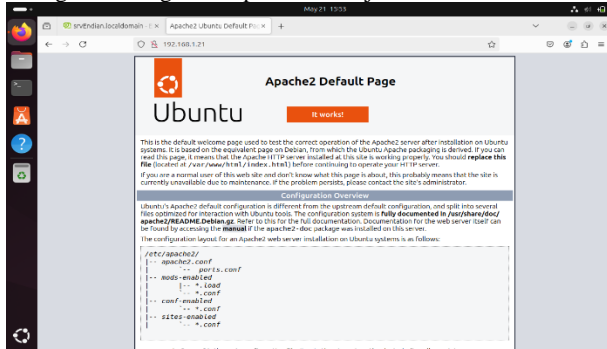 May 21 15:53
srvEndian.localdomain - E
Apache2 Ubuntu Default Pa
192.168.1.21
Apache2 Default Page
Ubuntu
It works!
This is the default welcome page used to test the correct operation of the Apache2 server after installation on Ubuntu
systems. It is based on the equivalent page on Debian, from which the Ubuntu Apache packaging is derived. If you can
read this page, it means that the Apache HTTP server installed at this site is working properly. You should replace this
file (located at /var/www/html/index.html) before continuing to operate your HTTP server.
If you are a normal user of this web site and don't know what this page is about, this probably means that the site is
currently unavailable due to maintenance. If the problem persists, please contact the site's administrator.
Configuration Overview
Ubuntu's Apache2 default configuration is different from the upstream default configuration, and split into several
files optimized for interaction with Ubuntu tools. The configuration system is fully documented in /usr/share/doc/
apache2/README.Debian.gz. Refer to this for the full documentation. Documentation for the web server itself can
be found by accessing the manual if the apache2-doc package was installed on this server.
The configuration layout for an Apache2 web server installation on Ubuntu systems is as follows:
/etc/apache2/
|-- apache2.conf
|       `-- ports.conf
|-- mods-enabled
|       |-- *.load
|       `-- *.conf
|-- conf-enabled
|       `-- *.conf
|-- sites-enabled
|       `-- *.conf